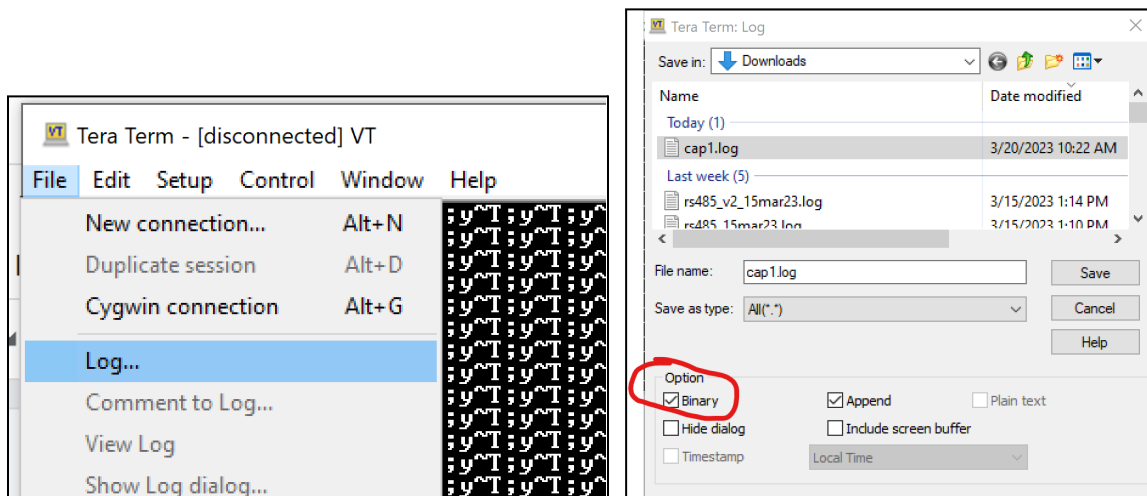 Tera Term - [disconnected] VT
File Edit Setup Control Window Help
New connection... Alt+N
Duplicate session Alt+D
Cygwin connection Alt+G
Log...
Comment to Log...
View Log
Show Log dialog...
;y~T;y~T;y~
;y~T;y~T;y~
;y~T;y~T;y~
;y~T;y~T;y~
;y~T;y~T;y~
;y~T;y~T;y~
;y~T;y~T;y~
;y~T;y~T;y~
;y~T;y~T;y~
;y~T;y~T;y~
;y~T;y~T;y~
;y~T;y~T;y~
;y~T;y~T;y~
Tera Term: Log
Save in: Downloads
Name Date modified
Today (1)
cap1.log 3/20/2023 10:22 AM
Last week (5)
rs485_v2_15mar23.log 3/15/2023 1:14 PM
rs485_15mar23.log 3/15/2023 1:10 PM
File name: cap1.log Save
Save as type: All(*.*) Cancel
Help
Option
Binary Append Plain text
Hide dialog Include screen buffer
Timestamp Local Time